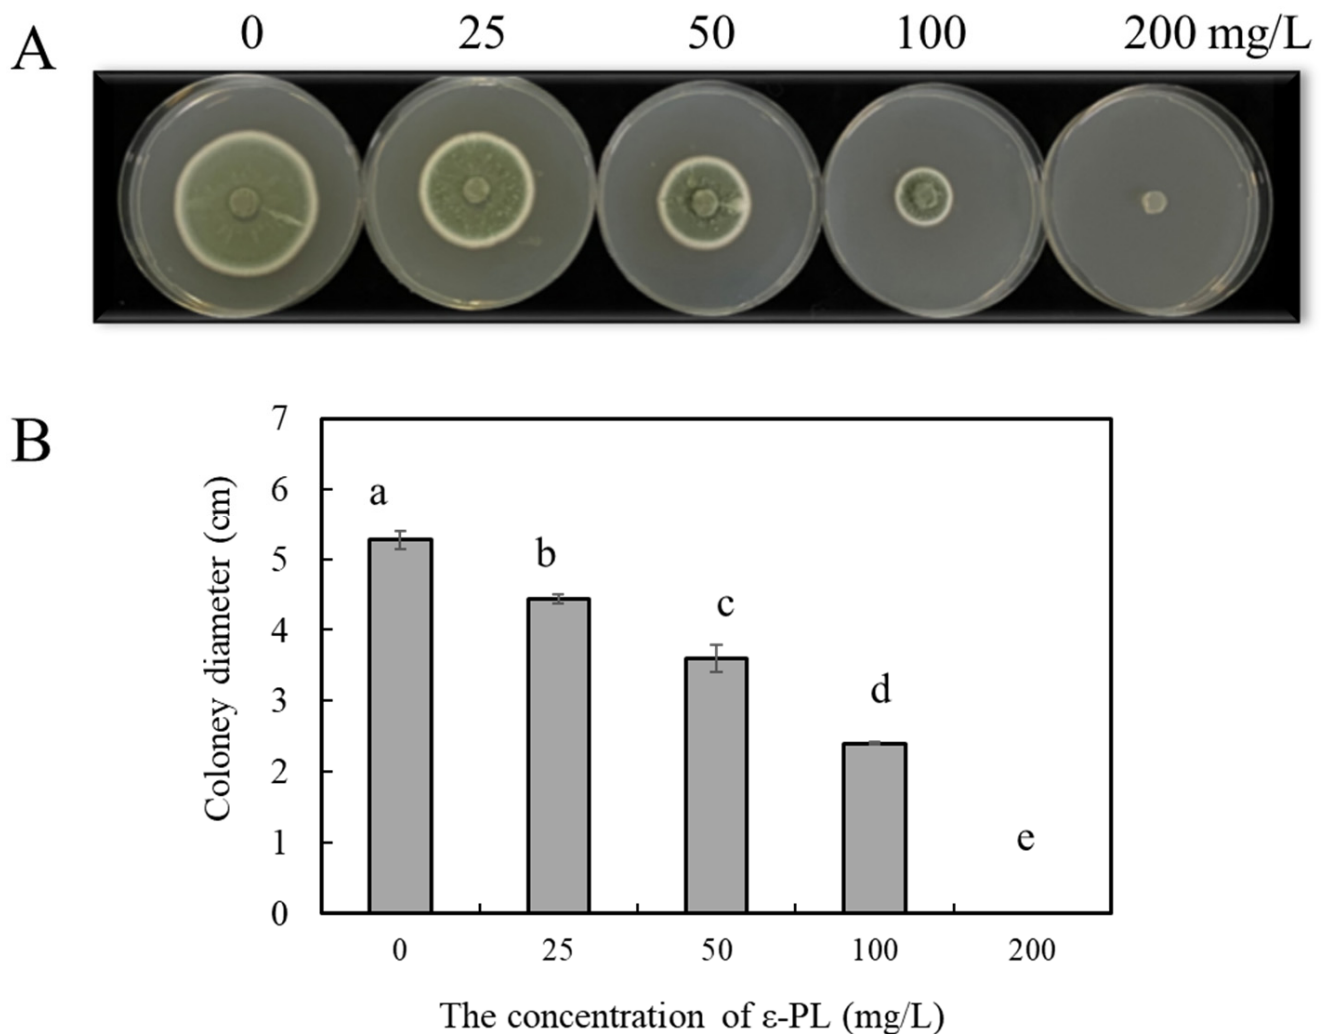 A
0 25 50 100 200 mg/L
B
Coloney diameter (cm)
7
6
5
4
3
2
1
0
a
b
c
d
e
0 25 50 100 200
The concentration of ε-PL (mg/L)